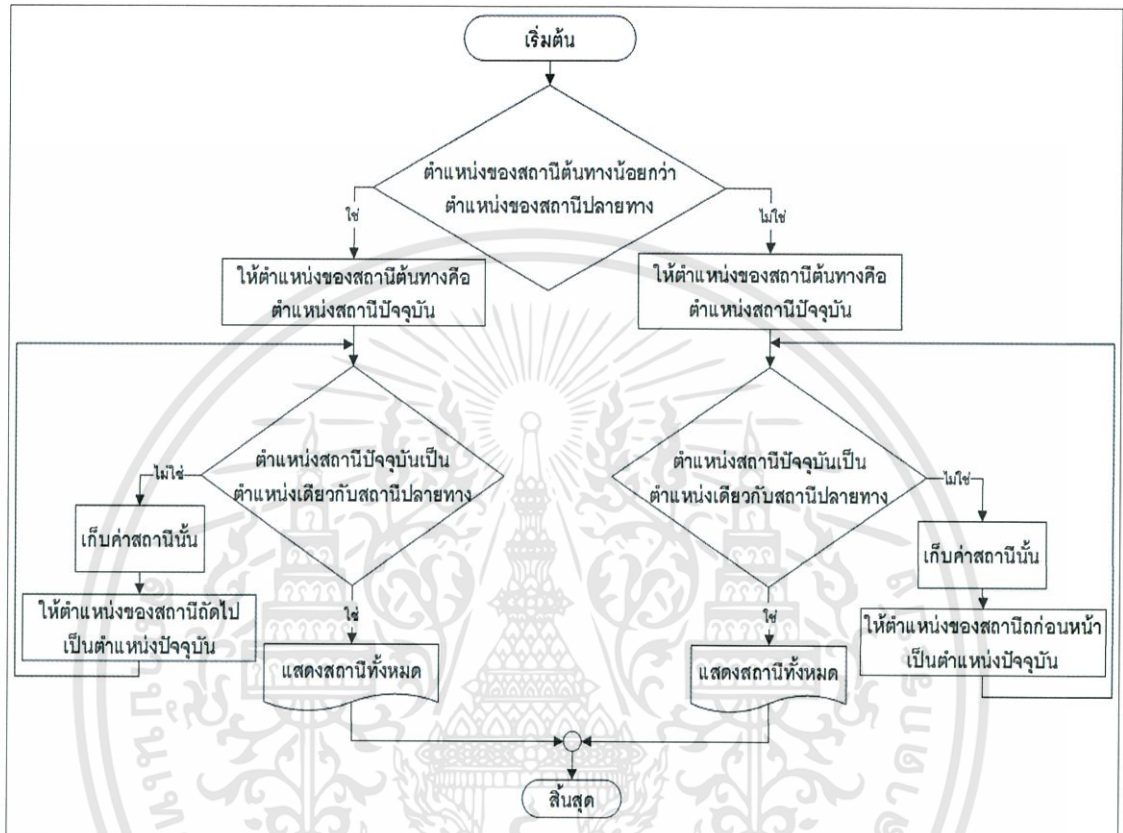 เริ่มต้น
ตำแหน่งของสถานีต้นทางน้อยกว่า
ตำแหน่งของสถานีปลายทาง
ใช่
ไม่ใช่
ให้ตำแหน่งของสถานีต้นทางคือ
ตำแหน่งสถานีปัจจุบัน
ให้ตำแหน่งของสถานีต้นทางคือ
ตำแหน่งสถานีปัจจุบัน
ตำแหน่งสถานีปัจจุบันเป็น
ตำแหน่งเดียวกับสถานีปลายทาง
ไม่ใช่
เก็บค่าสถานีนั้น
ให้ตำแหน่งของสถานีถัดไป
เป็นตำแหน่งปัจจุบัน
ใช่
แสดงสถานีทั้งหมด
ตำแหน่งสถานีปัจจุบันเป็น
ตำแหน่งเดียวกับสถานีปลายทาง
ไม่ใช่
เก็บค่าสถานีนั้น
ให้ตำแหน่งของสถานีถก่อนหน้า
เป็นตำแหน่งปัจจุบัน
ใช่
แสดงสถานีทั้งหมด
สิ้นสุด